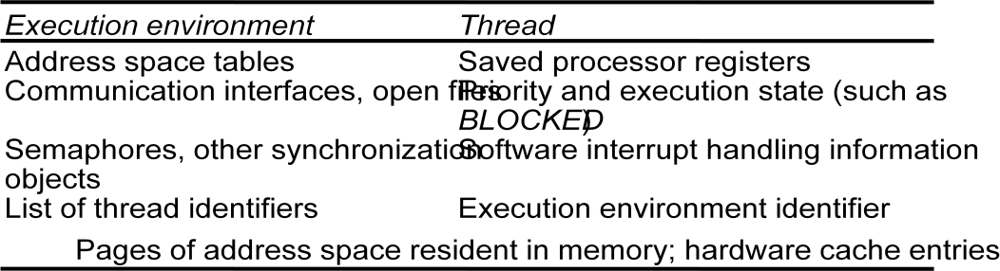 Execution environment Thread
Address space tables Saved processor registers
Communication interfaces, open files Priority and execution state (such as
BLOCKED)
Semaphores, other synchronization Software interrupt handling information
objects
List of thread identifiers Execution environment identifier
Pages of address space resident in memory; hardware cache entries